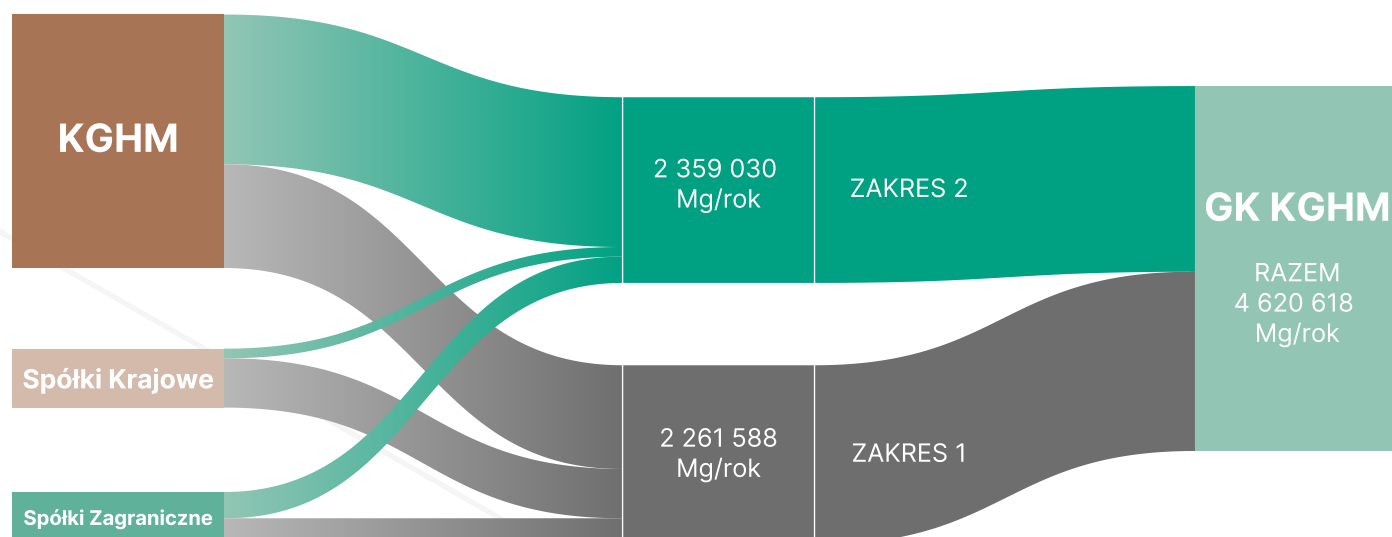 KGHM
Spółki Krajowe
Spółki Zagraniczne
2 359 030
Mg/rok
ZAKRES 2
2 261 588
Mg/rok
ZAKRES 1
GK KGHM
RAZEM
4 620 618
Mg/rok